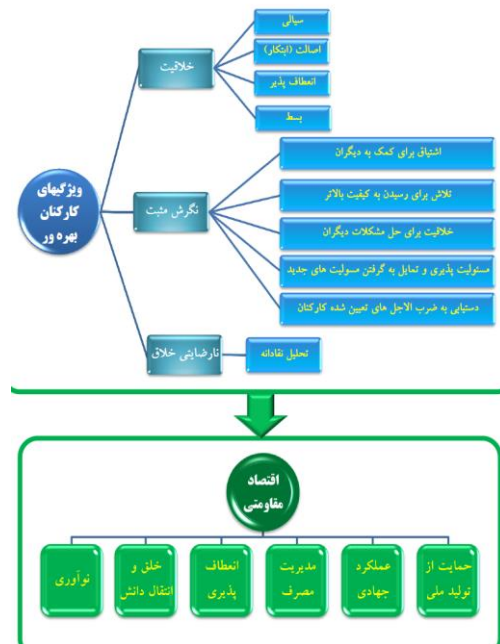 سیالی
اصالت (ابتکار)
انعطاف پذیر
بسط
خلاقیت
ویژگیهای
کارکنان
بهره ور
نگرش مثبت
اشتیاق برای کمک به دیگران
تلاش برای رسیدن به کیفیت بالاتر
خلاقیت برای حل مشکلات دیگران
مسئولیت پذیری و تمایل به گرفتن مسولیت های جدید
دستیابی به ضرب الاجل های تعیین شده کارکنان
نارضایتی خلاق
تحلیل نقادانه
اقتصاد
مقاومتی
حمایت از
تولید ملی
عملکرد
جهادی
مدیریت
مصرف
انعطاف
پذیری
خلق و
انتقال دانش
نوآوری